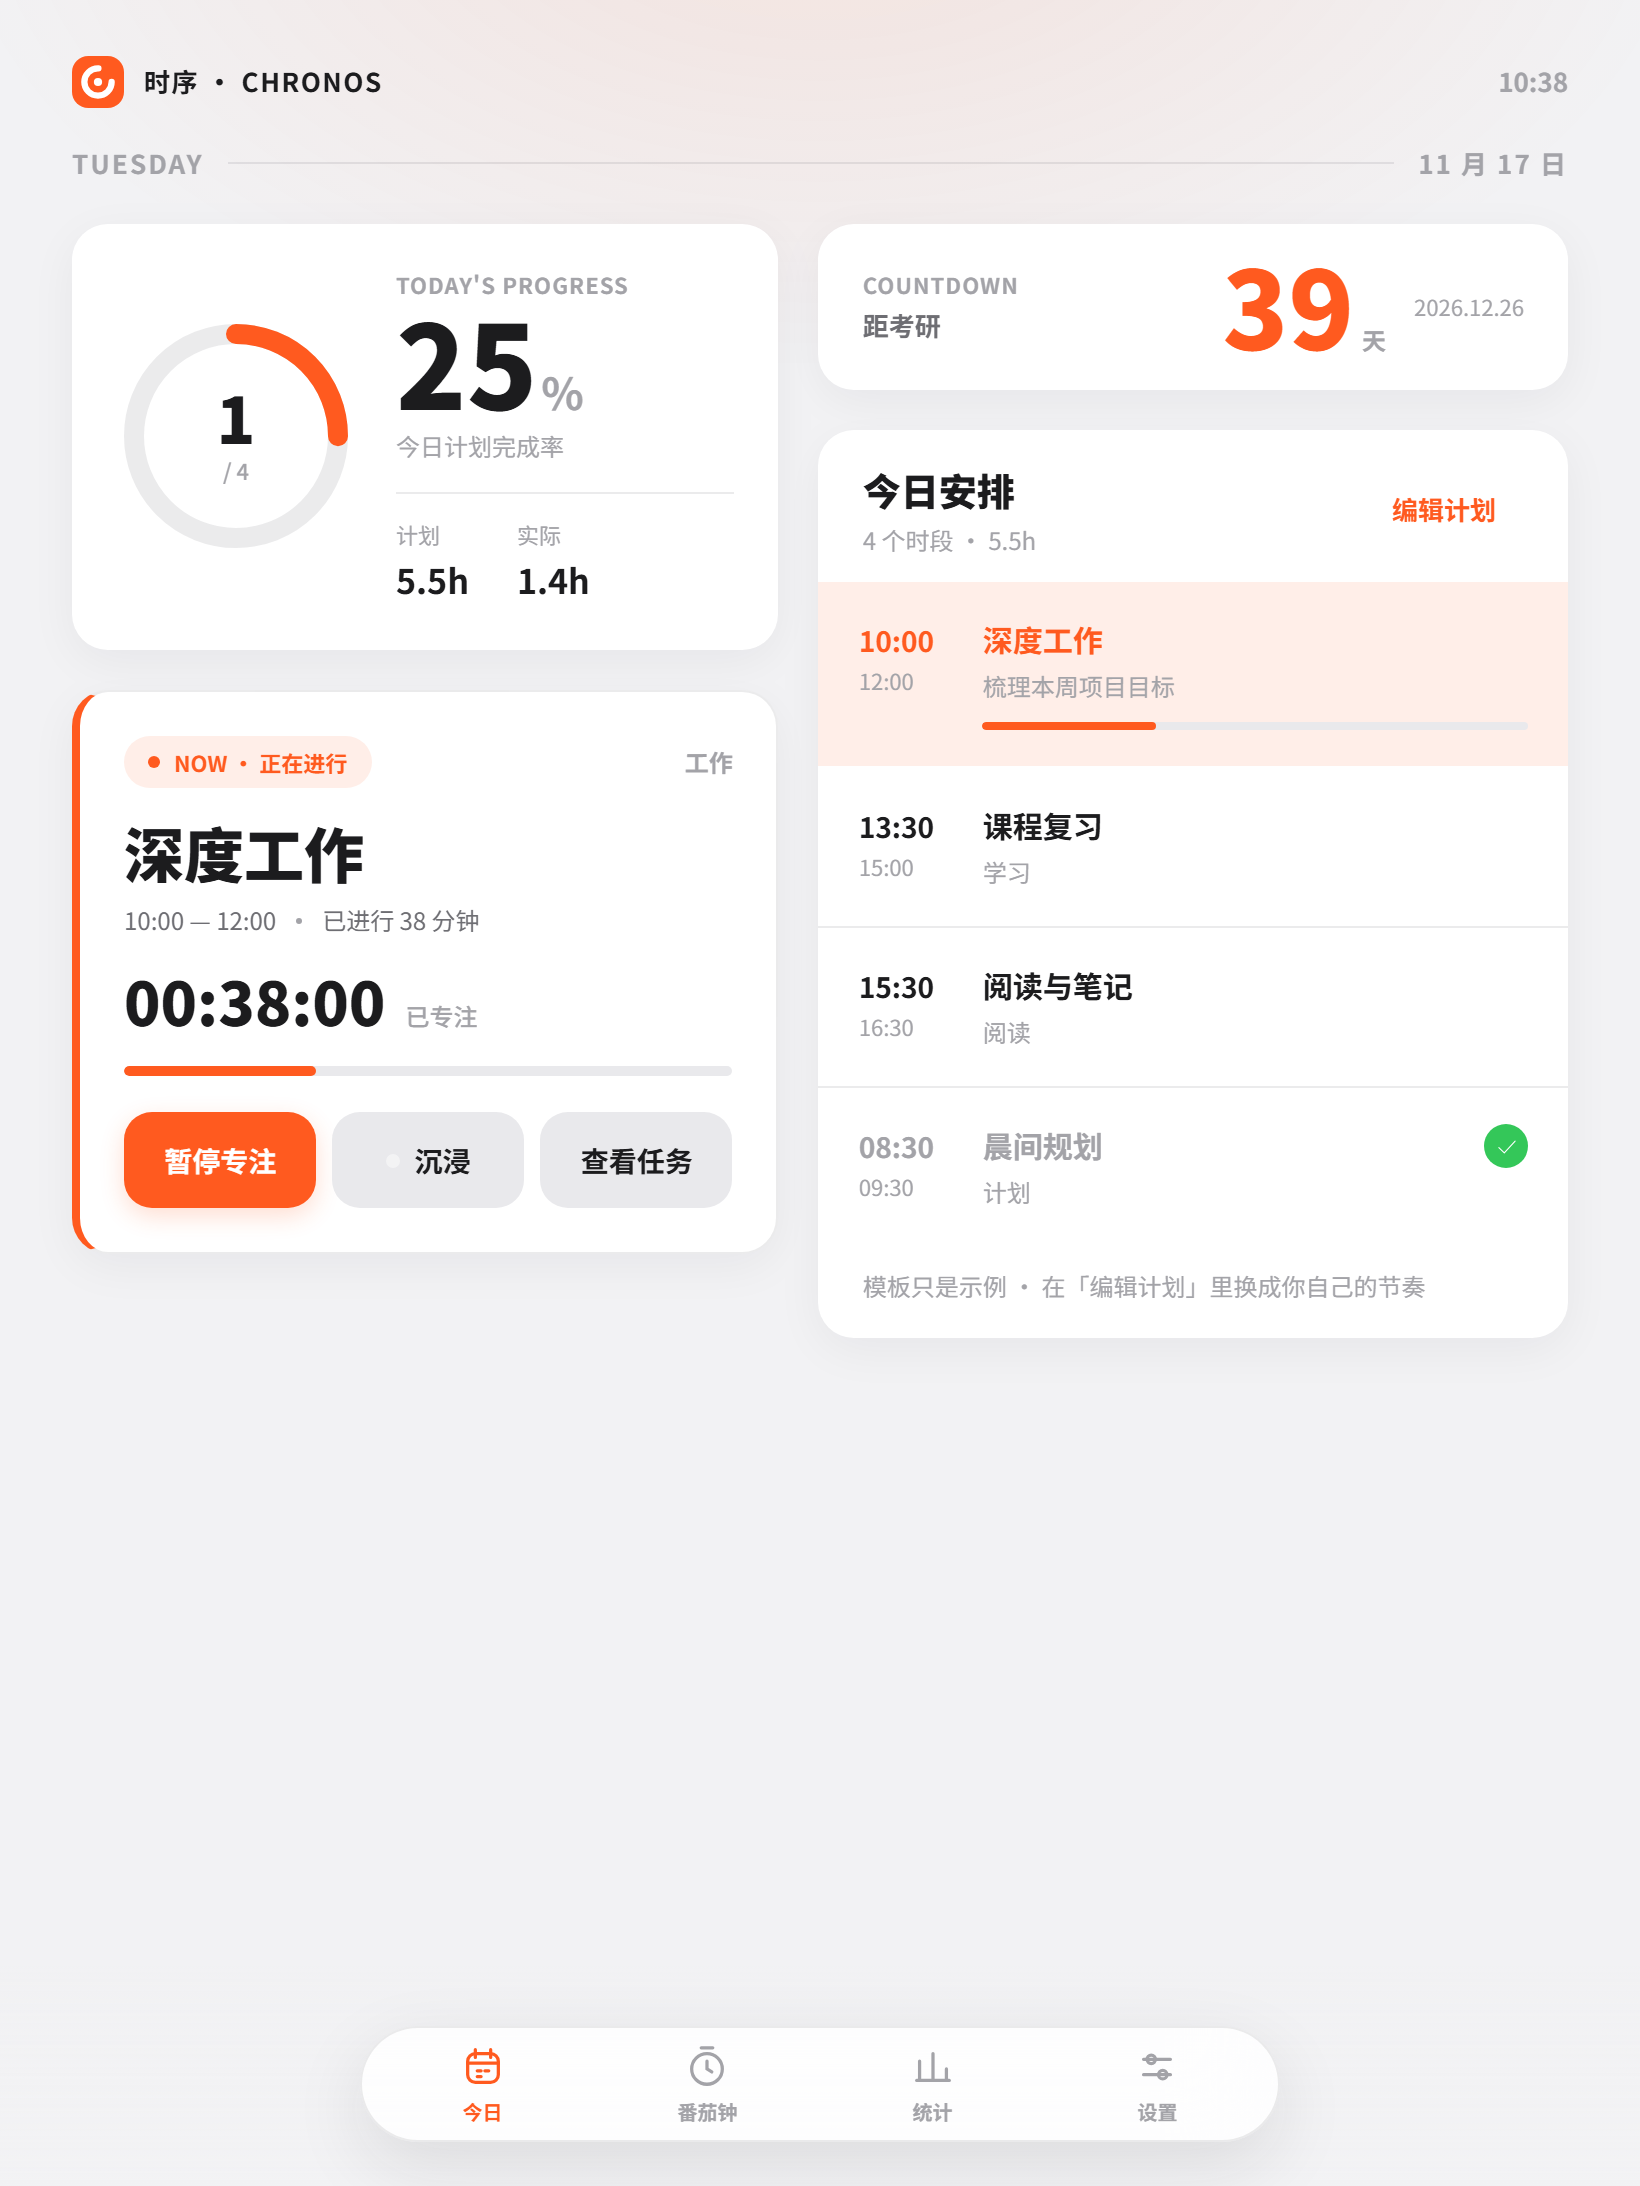 时序 · CHRONOS
10:38
TUESDAY
11 月 17 日
TODAY'S PROGRESS
25%
今日计划完成率
1
/ 4
计划
实际
5.5h
1.4h
COUNTDOWN
距考研
39 天
2026.12.26
NOW · 正在进行
工作
深度工作
10:00 — 12:00 · 已进行 38 分钟
00:38:00 已专注
暂停专注
沉浸
查看任务
今日安排
4 个时段 · 5.5h
编辑计划
10:00
12:00
深度工作
梳理本周项目目标
13:30
15:00
课程复习
学习
15:30
16:30
阅读与笔记
阅读
08:30
09:30
晨间规划
计划
模板只是示例 · 在「编辑计划」里换成你自己的节奏
今日
番茄钟
统计
设置